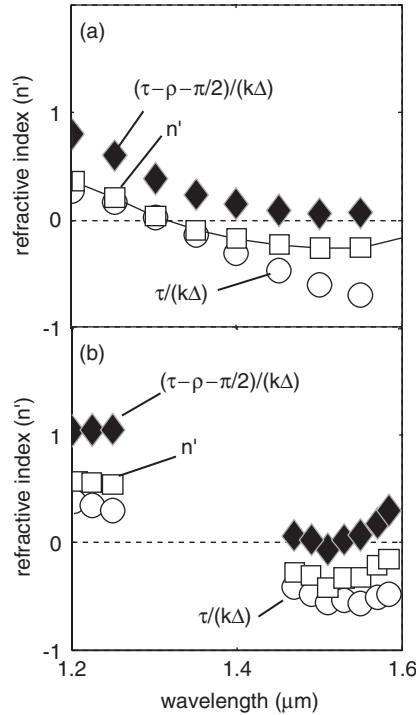 (a)
(τ−ρ−π/2)/(kΔ)
n'
τ/(kΔ)
1
0
-1
refractive index (n')
(b)
(τ−ρ−π/2)/(kΔ)
n'
τ/(kΔ)
1
0
-1
refractive index (n')
1.2
1.4
1.6
wavelength (μm)